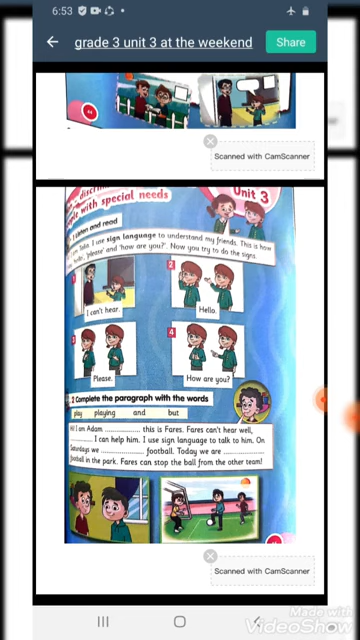 6:53
grade 3 unit 3 at the weekend
Share
44
Scanned with CamScanner
people with special needs
Unit 3
1 Listen and read
I use sign language to understand my friends. This is how
'please' and 'how are you?'. Now you try to do the signs.
1
2
I can't hear.
Hello.
3
4
Please.
How are you?
2 Complete the paragraph with the words
play playing and but
Hi! I am Adam .................. this is Fares. Fares can't hear well,
........... I can help him. I use sign language to talk to him. On
Saturdays we .................. football. Today we are ..................
football in the park. Fares can stop the ball from the other team!
Scanned with CamScanner
Made with
VideoShow